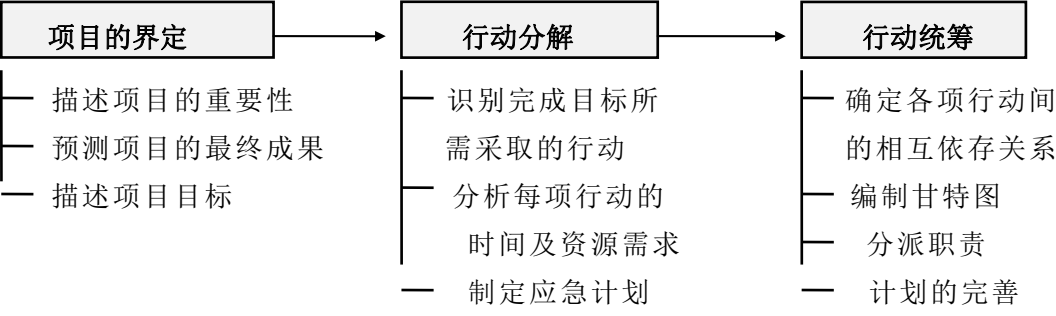 项目的界定
描述项目的重要性
预测项目的最终成果
描述项目目标
行动分解
识别完成目标所
需采取的行动
分析每项行动的
时间及资源需求
制定应急计划
行动统筹
确定各项行动间
的相互依存关系
编制甘特图
分派职责
计划的完善